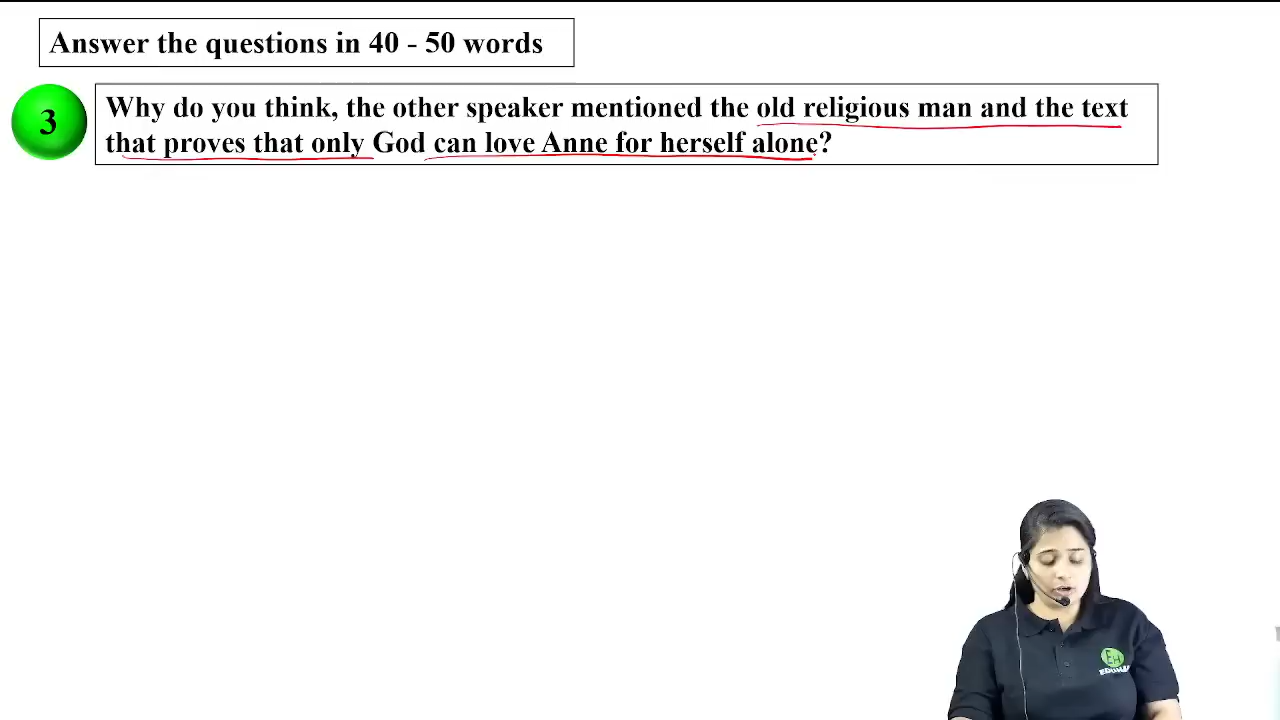 Answer the questions in 40 - 50 words
3
Why do you think, the other speaker mentioned the old religious man and the text
that proves that only God can love Anne for herself alone?
EH